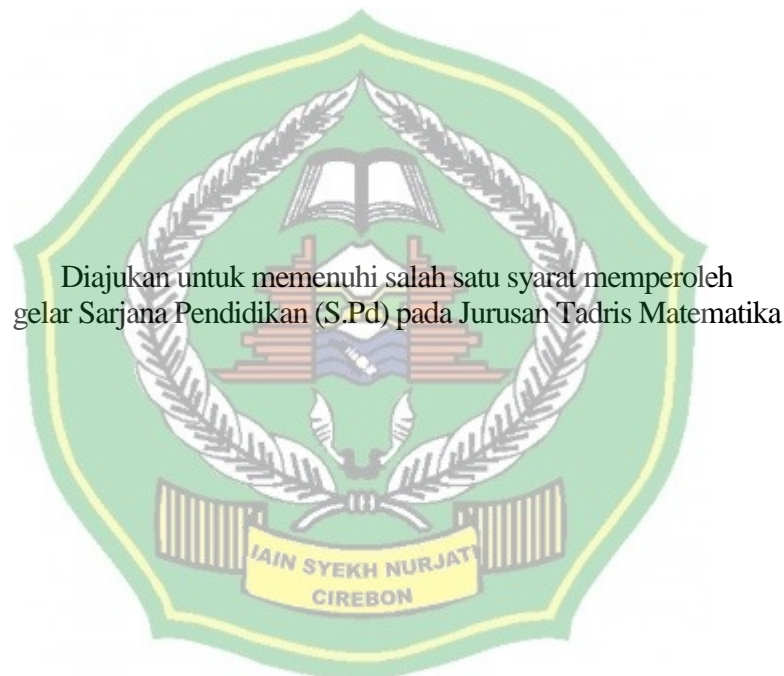 Diajukan untuk memenuhi salah satu syarat memperoleh
gelar Sarjana Pendidikan (S.Pd) pada Jurusan Tadris Matematika
IAIN SYEKH NURJATI
CIREBON